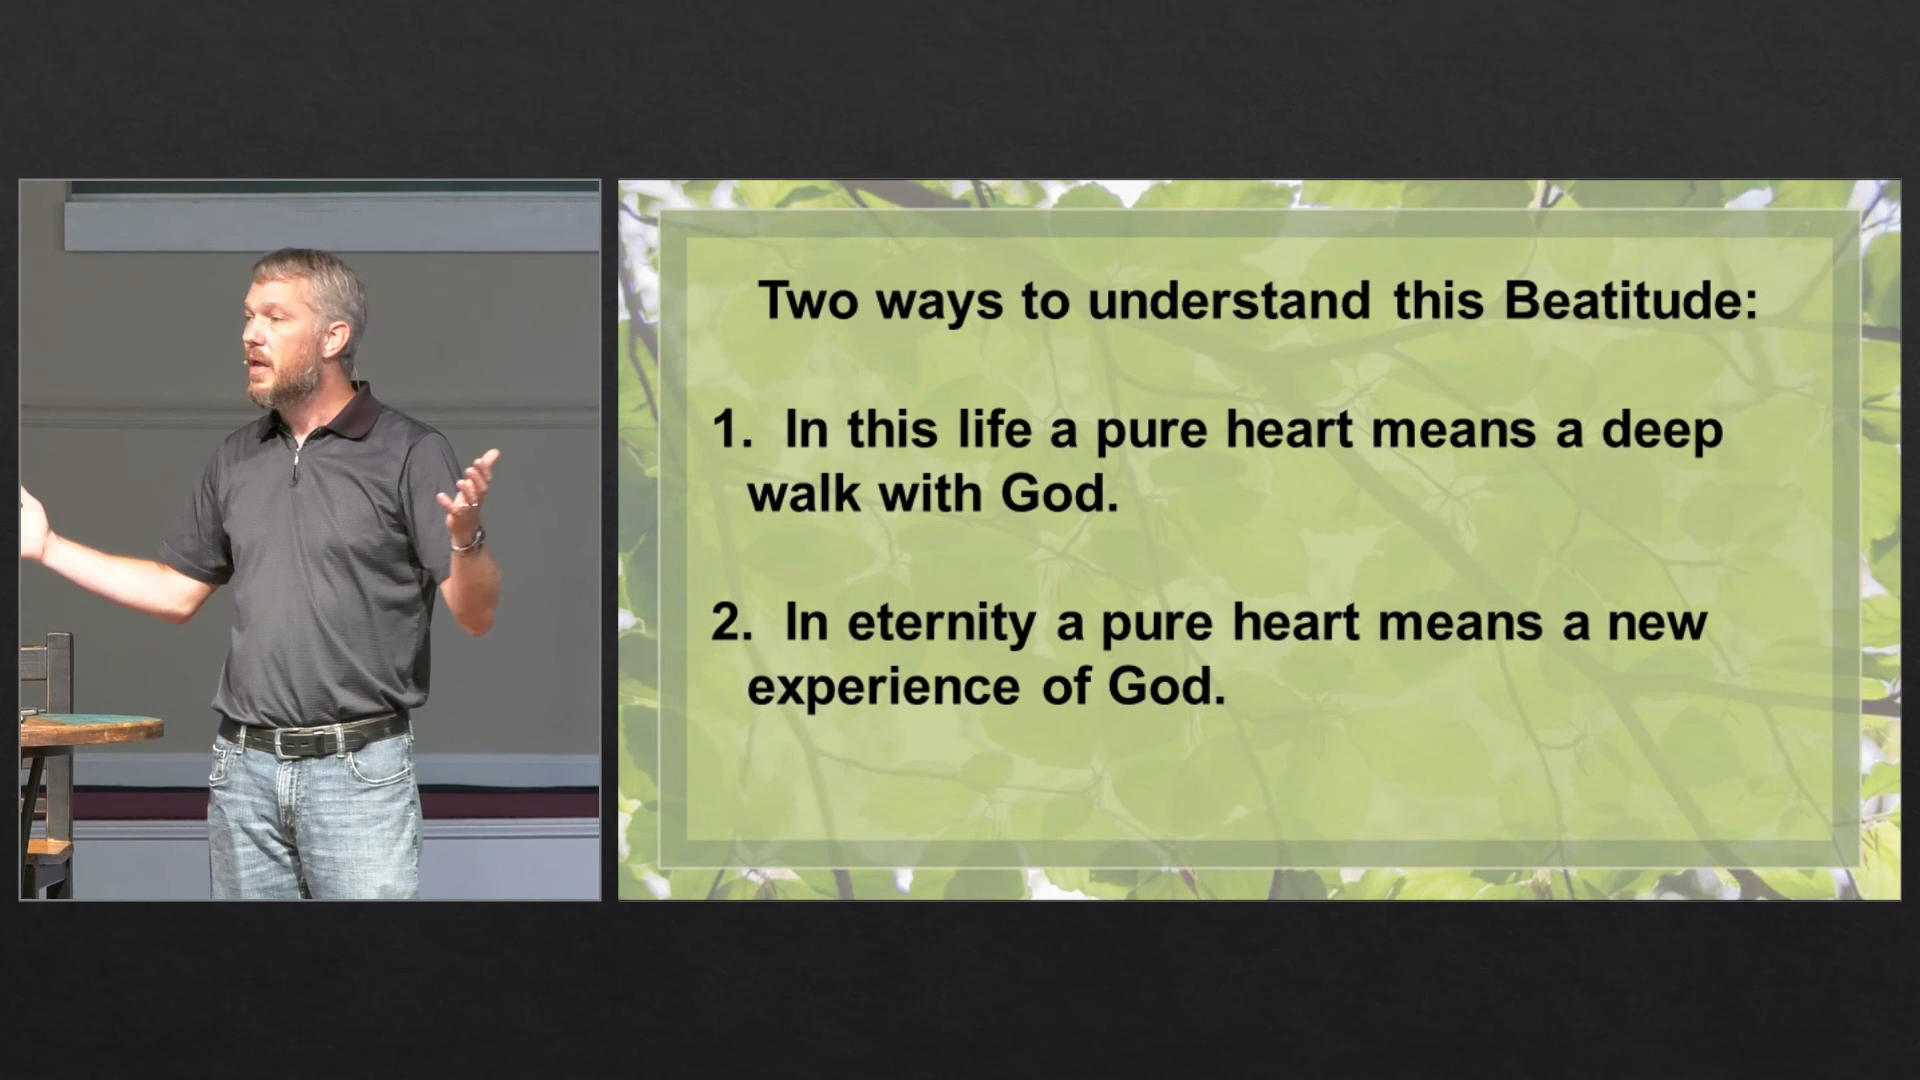 Two ways to understand this Beatitude:
1. In this life a pure heart means a deep
walk with God.
2. In eternity a pure heart means a new
experience of God.